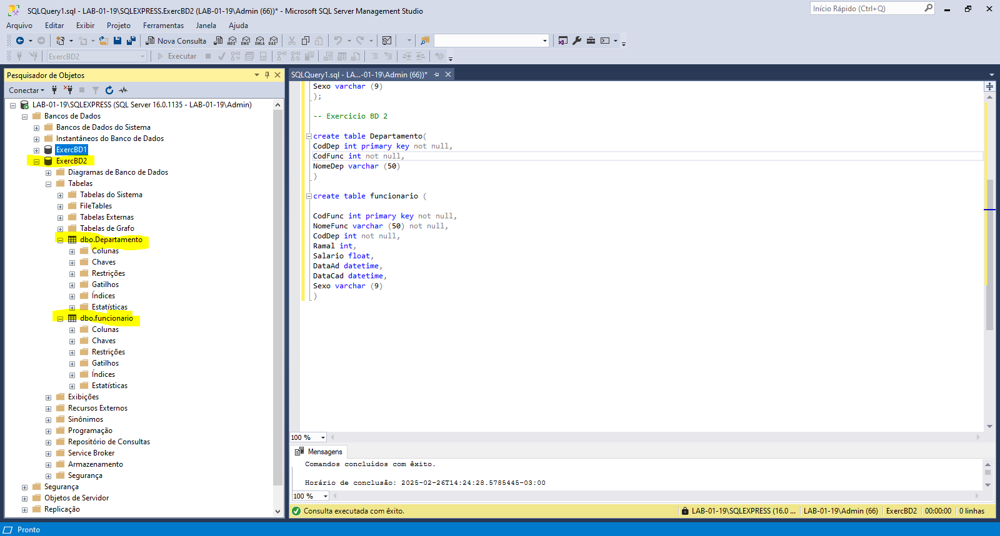 SQLQuery1.sql - LAB-01-19\SQLEXPRESS.ExercBD2 (LAB-01-19\Admin (66))* - Microsoft SQL Server Management Studio
Início Rápido (Ctrl+Q)
Arquivo Editar Exibir Projeto Ferramentas Janela Ajuda
Nova Consulta MDX DMX XMLA DAX
ExercBD2 Executar
Pesquisador de Objetos
Conectar
LAB-01-19\SQLEXPRESS (SQL Server 16.0.1135 - LAB-01-19\Admin)
Bancos de Dados
Bancos de Dados do Sistema
Instantâneos do Banco de Dados
ExercBD1
ExercBD2
Diagramas de Banco de Dados
Tabelas
Tabelas do Sistema
FileTables
Tabelas Externas
Tabelas de Grafo
dbo.Departamento
Colunas
Chaves
Restrições
Gatilhos
Índices
Estatísticas
dbo.funcionario
Colunas
Chaves
Restrições
Gatilhos
Índices
Estatísticas
Exibições
Recursos Externos
Sinônimos
Programação
Repositório de Consultas
Service Broker
Armazenamento
Segurança
Segurança
Objetos de Servidor
Replicação
SQLQuery1.sql - LA...-01-19\Admin (66))*
Sexo varchar (9)
);
-- Exercicio BD 2
create table Departamento(
CodDep int primary key not null,
CodFunc int not null,
NomeDep varchar (50)
)
create table funcionario (
CodFunc int primary key not null,
NomeFunc varchar (50) not null,
CodDep int not null,
Ramal int,
Salario float,
DataAd datetime,
DataCad datetime,
Sexo varchar (9)
)
100 %
Mensagens
Comandos concluídos com êxito.
Horário de conclusão: 2025-02-26T14:24:28.5785445-03:00
100 %
Consulta executada com êxito.
LAB-01-19\SQLEXPRESS (16.0 ... LAB-01-19\Admin (66) ExercBD2 00:00:00 0 linhas
Pronto